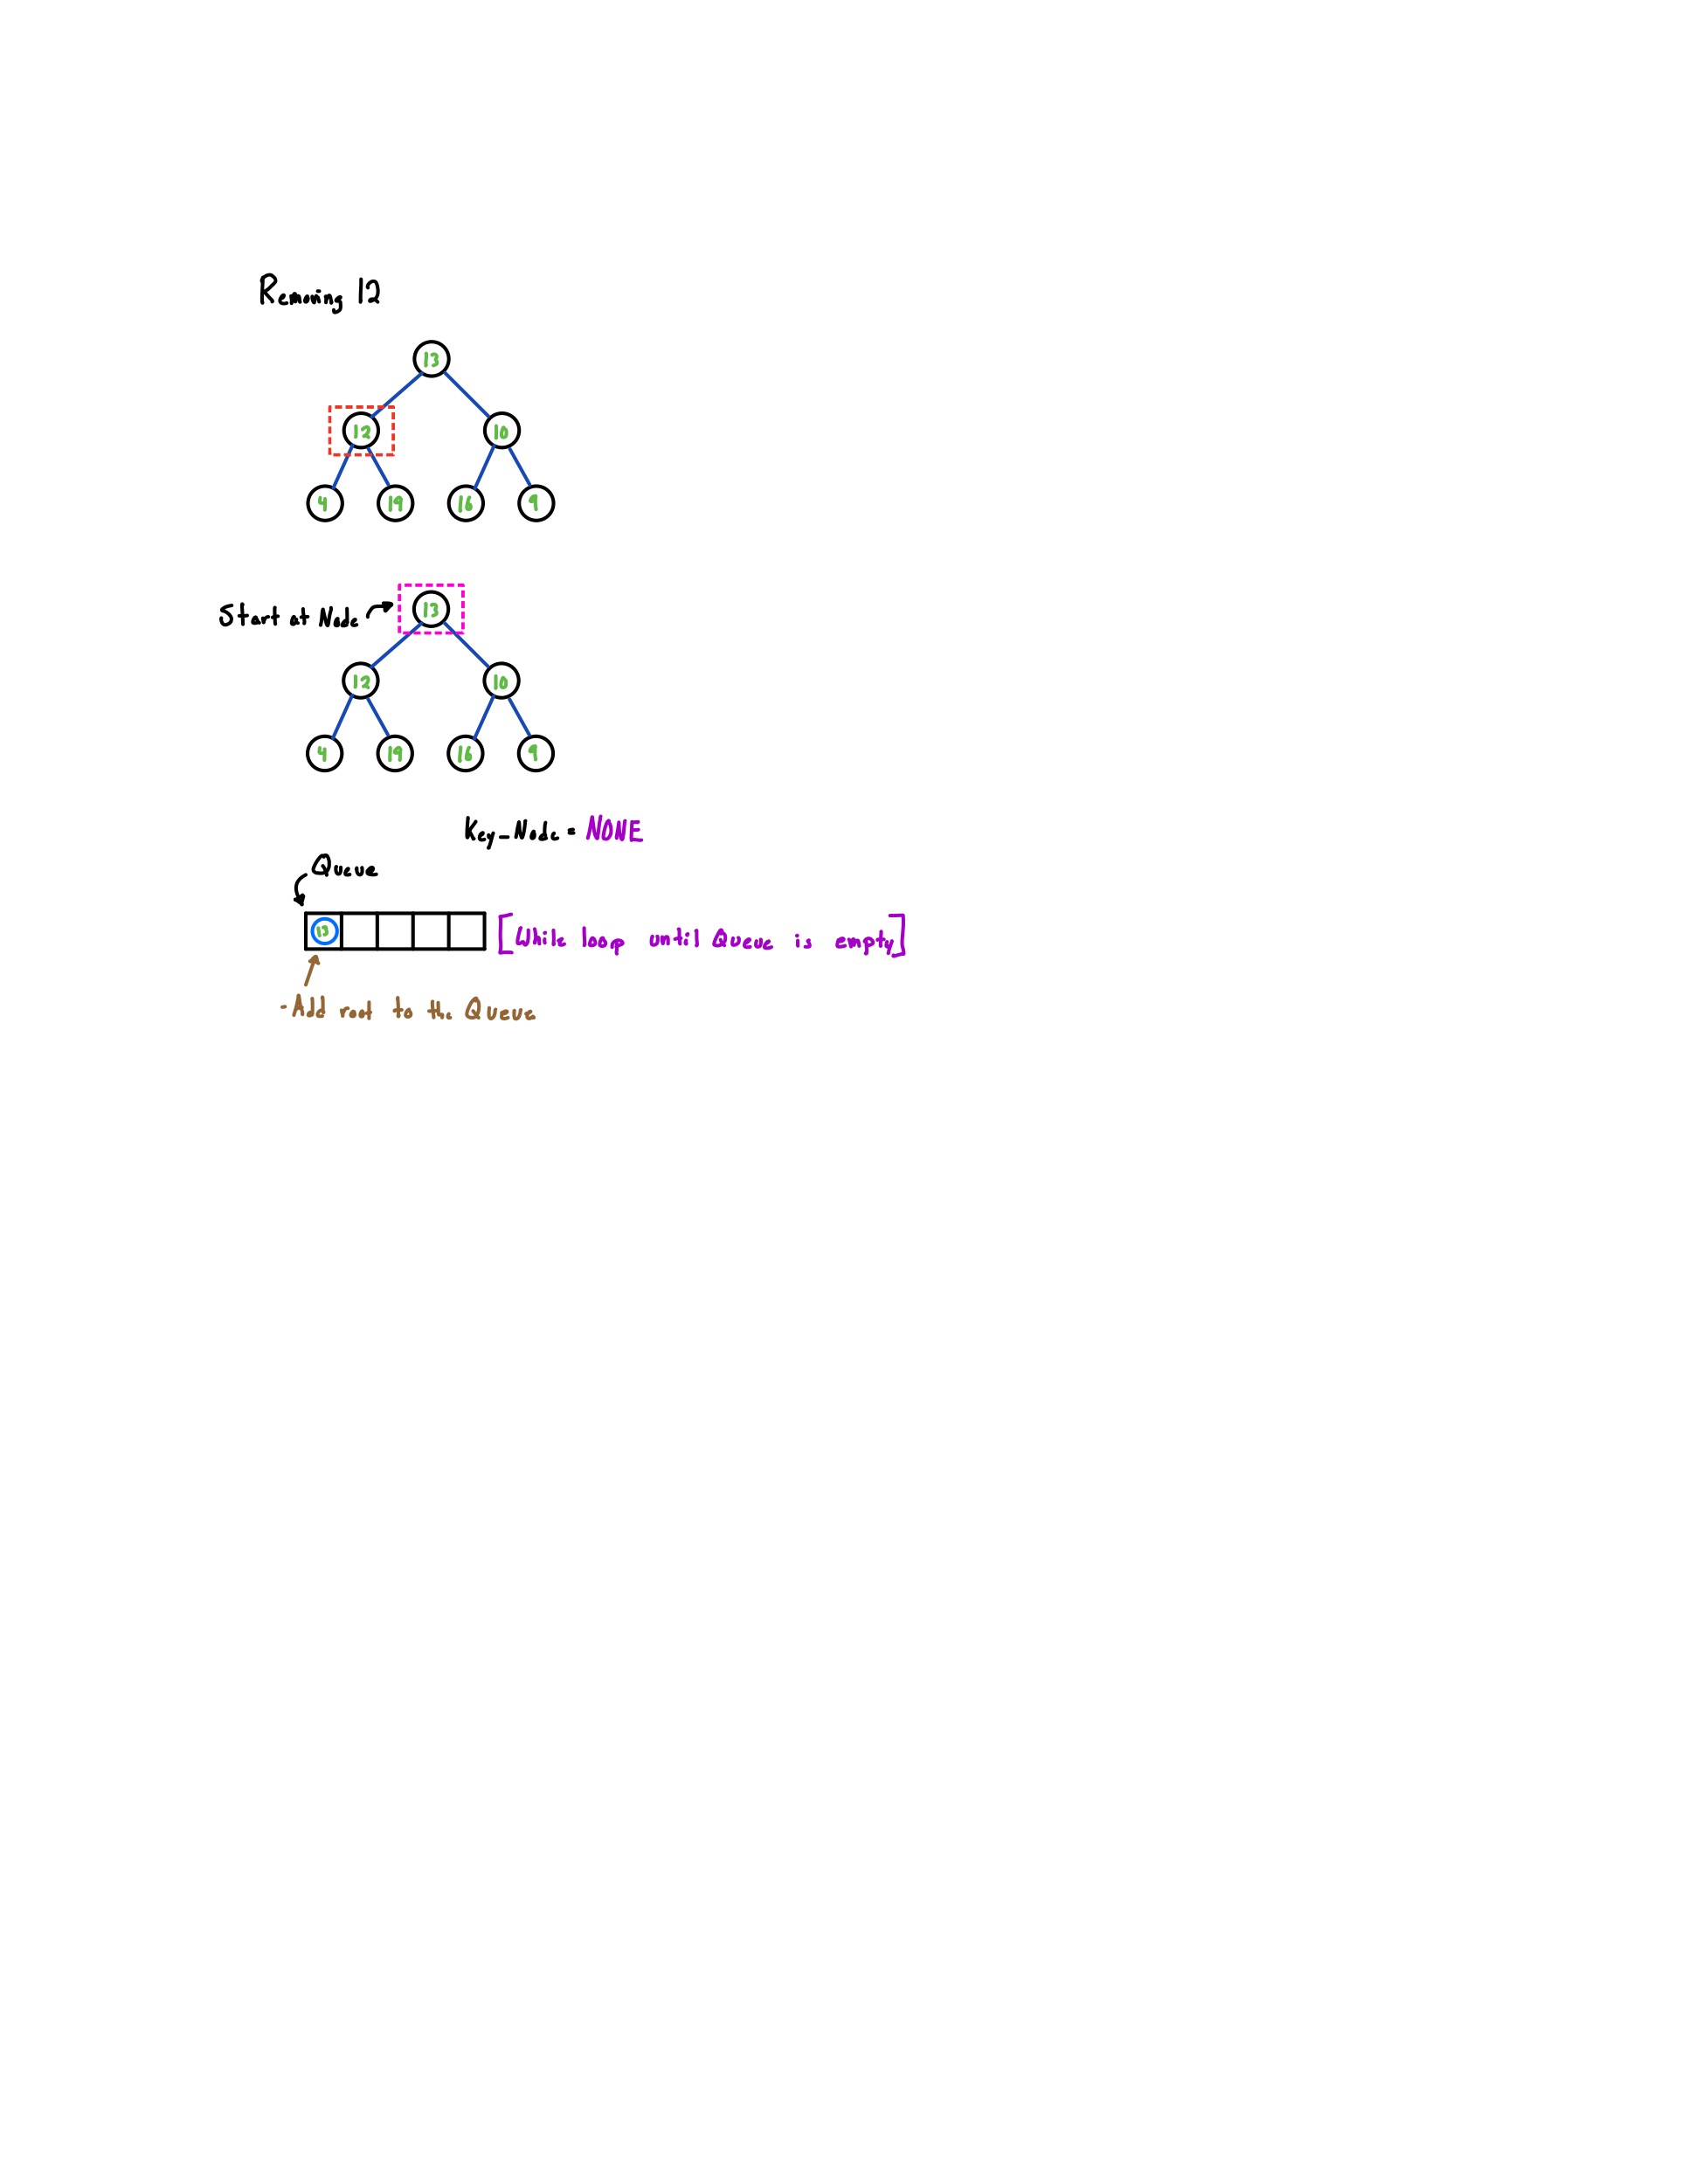 Removing 12
13
12 10
4 19 16 9
Start at Node
13
12 10
4 19 16 9
Key_Node = NONE
Queue
13
[While loop until Queue is empty]
-Add root to the Queue